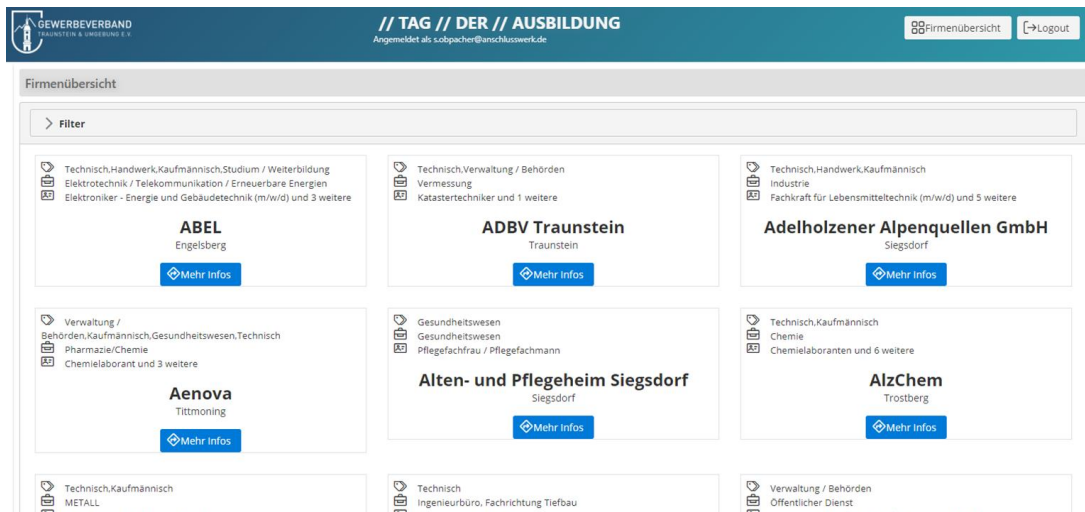 GEWERBEVERBAND
TRAUNSTEIN & UMGEBUNG E.V.
// TAG // DER // AUSBILDUNG
Angemeldet als s.obpacher@anschlusswerk.de
Firmenübersicht
Logout
Firmenübersicht
Filter
Technisch,Handwerk,Kaufmännisch,Studium / Weiterbildung
Elektrotechnik / Telekommunikation / Erneuerbare Energien
Elektroniker - Energie und Gebäudetechnik (m/w/d) und 3 weitere
ABEL
Engelsberg
Mehr Infos
Technisch,Verwaltung / Behörden
Vermessung
Katastertechniker und 1 weitere
ADBV Traunstein
Traunstein
Mehr Infos
Technisch,Handwerk,Kaufmännisch
Industrie
Fachkraft für Lebensmitteltechnik (m/w/d) und 5 weitere
Adelholzener Alpenquellen GmbH
Siegsdorf
Mehr Infos
Verwaltung /
Behörden,Kaufmännisch,Gesundheitswesen,Technisch
Pharmazie/Chemie
Chemielaborant und 3 weitere
Aenova
Tittmoning
Mehr Infos
Gesundheitswesen
Gesundheitswesen
Pflegefachfrau / Pflegefachmann
Alten- und Pflegeheim Siegsdorf
Siegsdorf
Mehr Infos
Technisch,Kaufmännisch
Chemie
Chemielaboranten und 6 weitere
AlzChem
Trostberg
Mehr Infos
Technisch,Kaufmännisch
METALL
Technisch
Ingenieurbüro, Fachrichtung Tiefbau
Verwaltung / Behörden
Öffentlicher Dienst